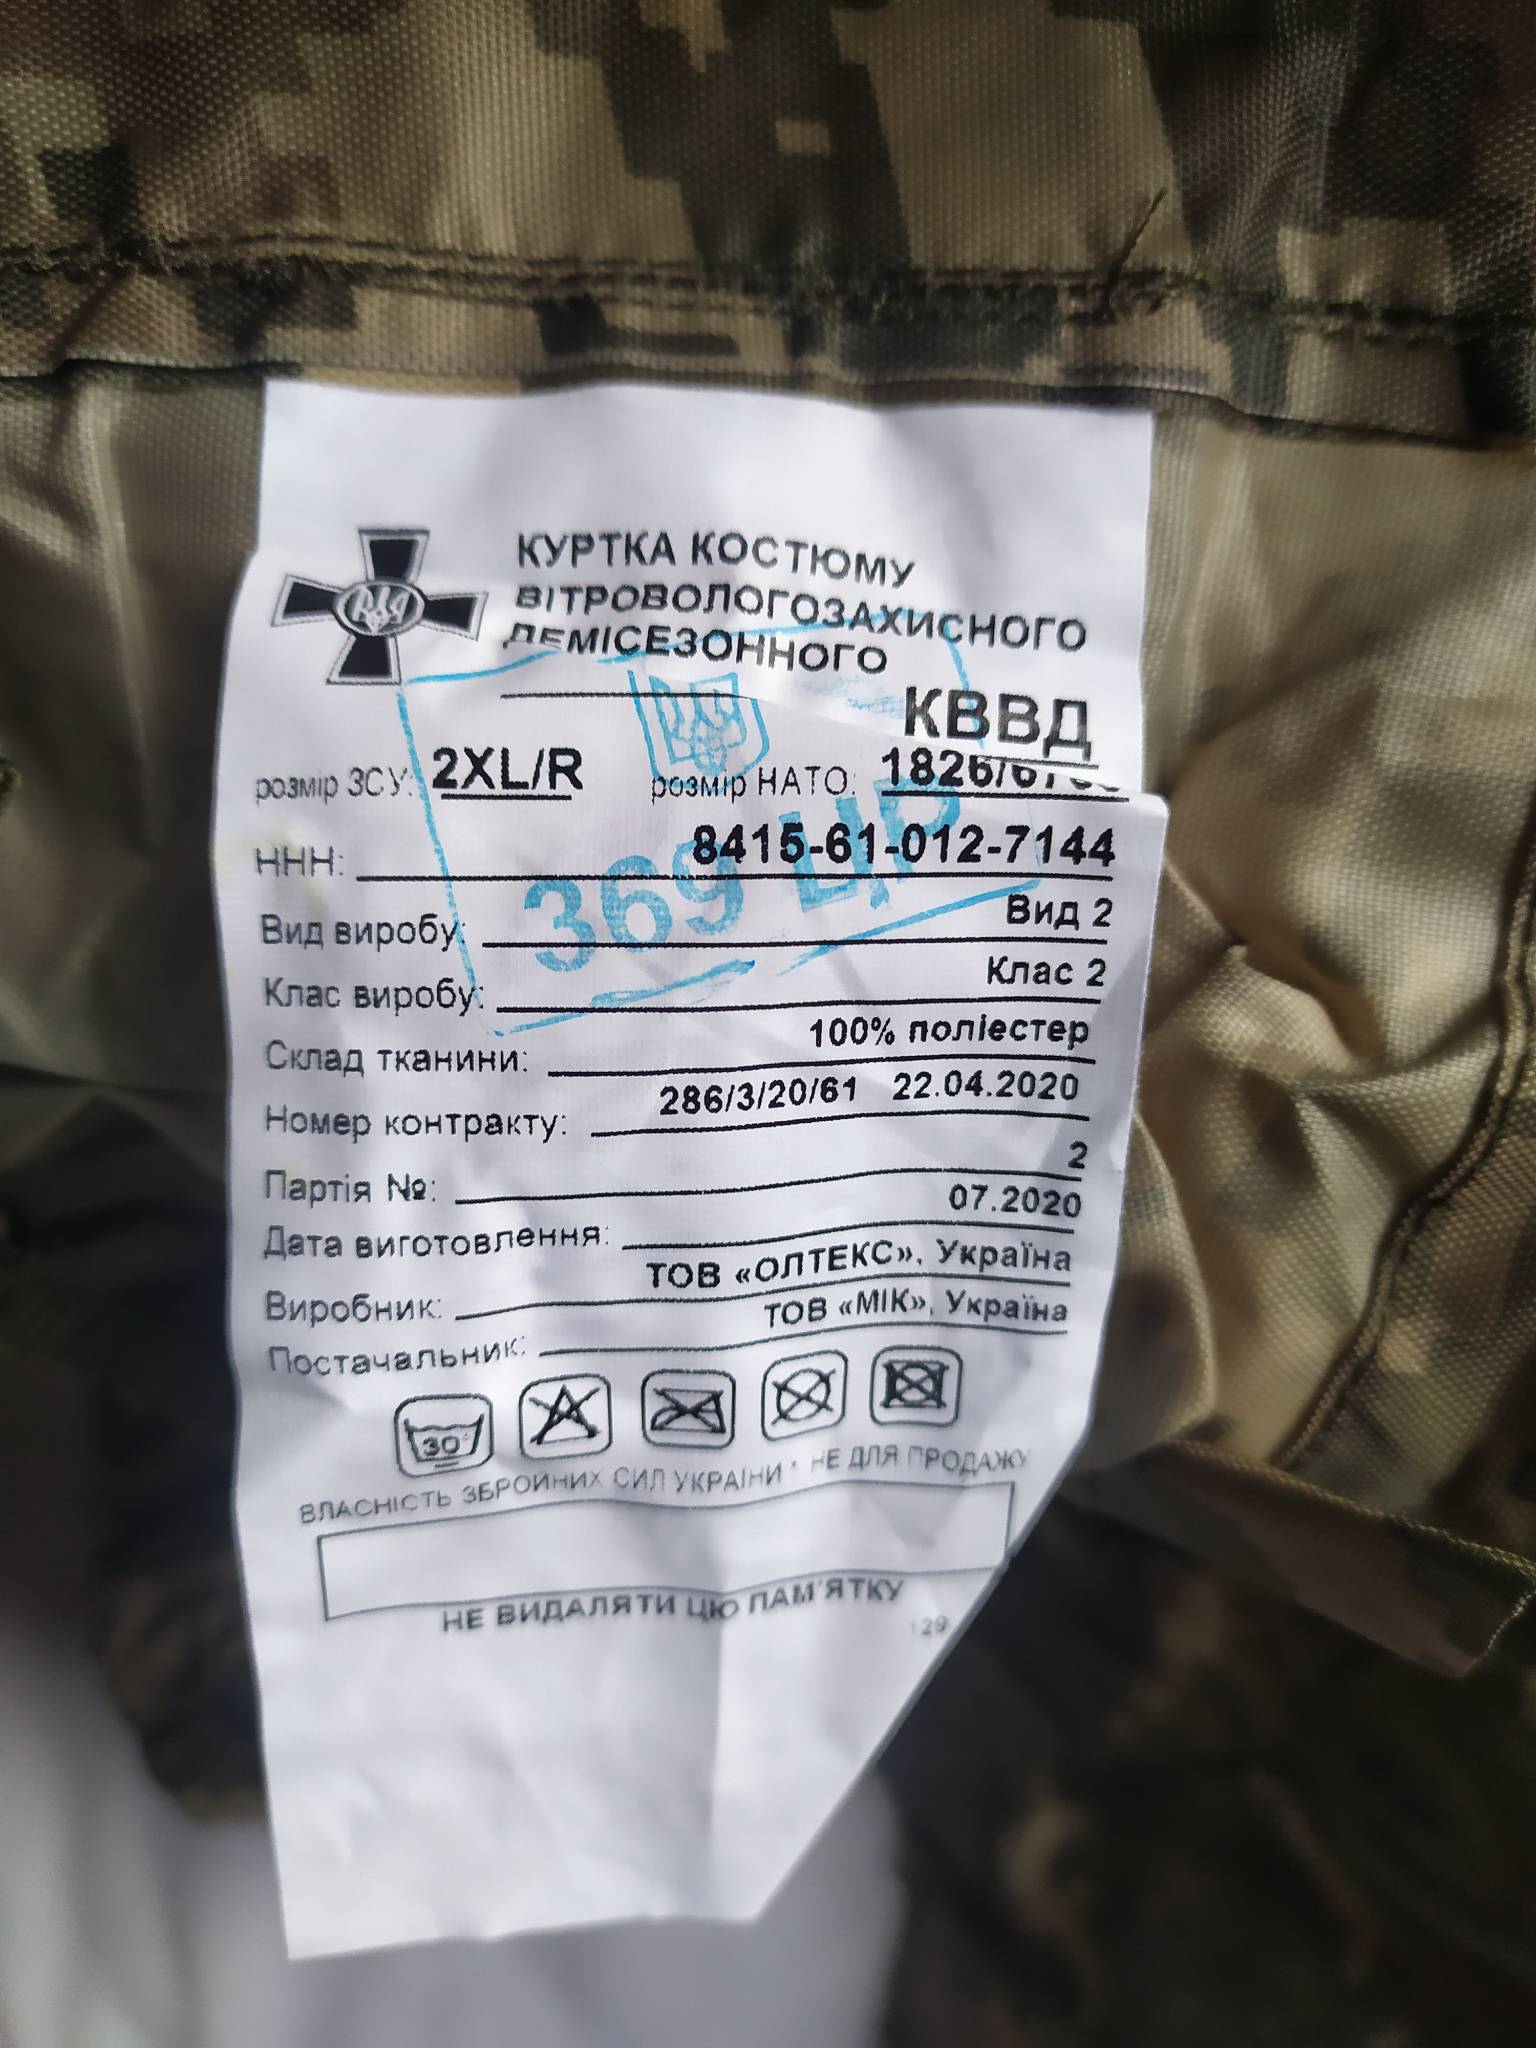 КУРТКА КОСТЮМУ
ВІТРОВОЛОГОЗАХИСНОГО
ДЕМІСЕЗОННОГО
КВВД
розмір ЗСУ: 2XL/R розмір НАТО:
ННН: 8415-61-012-7144
369 ЦР
Вид виробу: Вид 2
Клас виробу: Клас 2
Склад тканини: 100% поліестер
Номер контракту: 286/3/20/61 22.04.2020
Партія №: 2
Дата виготовлення: 07.2020
Виробник: ТОВ «ОЛТЕКС», Україна
Постачальник: ТОВ «МІК», Україна
30°
ВЛАСНІСТЬ ЗБРОЙНИХ СИЛ УКРАЇНИ * НЕ ДЛЯ ПРОДАЖУ
НЕ ВИДАЛЯТИ ЦЮ ПАМ'ЯТКУ
129